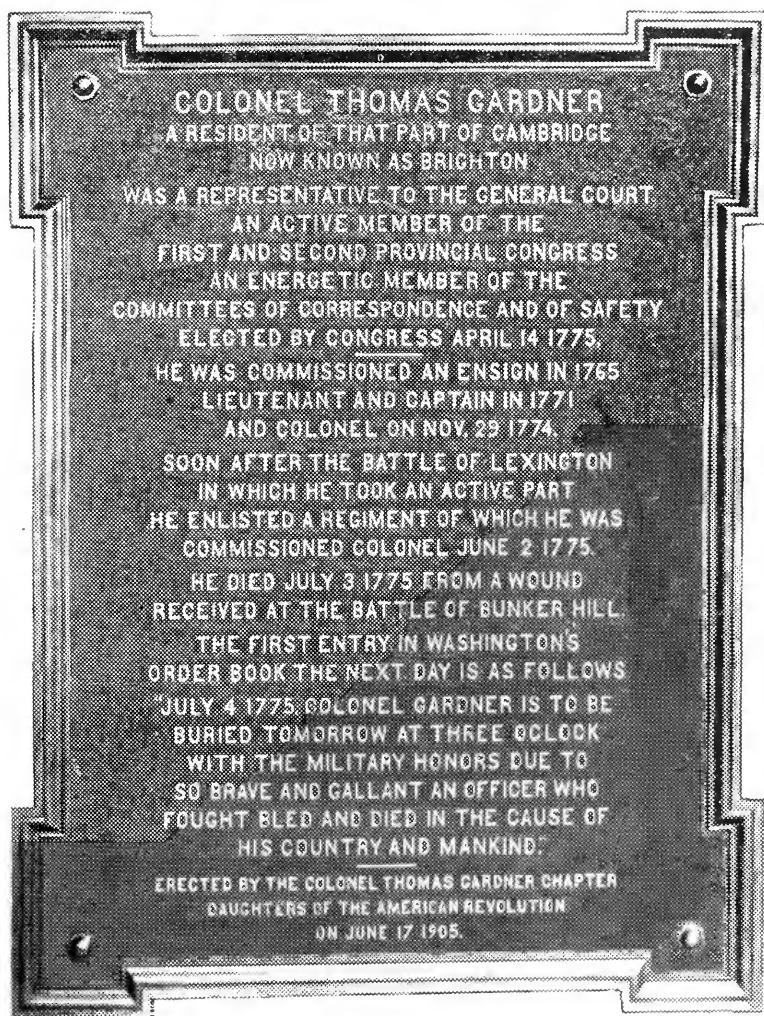 COLONEL THOMAS GARDNER
A RESIDENT OF THAT PART OF CAMBRIDGE
NOW KNOWN AS BRIGHTON
WAS A REPRESENTATIVE TO THE GENERAL COURT.
AN ACTIVE MEMBER OF THE
FIRST AND SECOND PROVINCIAL CONGRESS
AN ENERGETIC MEMBER OF THE
COMMITTEES OF CORRESPONDENCE AND OF SAFETY
ELECTED BY CONGRESS APRIL 14 1775.
HE WAS COMMISSIONED AN ENSIGN IN 1765
LIEUTENANT AND CAPTAIN IN 1771
AND COLONEL ON NOV. 29 1774.
SOON AFTER THE BATTLE OF LEXINGTON
IN WHICH HE TOOK AN ACTIVE PART
HE ENLISTED A REGIMENT OF WHICH HE WAS
COMMISSIONED COLONEL JUNE 2 1775.
HE DIED JULY 3 1775 FROM A WOUND
RECEIVED AT THE BATTLE OF BUNKER HILL.
THE FIRST ENTRY IN WASHINGTON'S
ORDER BOOK THE NEXT DAY IS AS FOLLOWS
"JULY 4 1775. COLONEL GARDNER IS TO BE
BURIED TOMORROW AT THREE OCLOCK
WITH THE MILITARY HONORS DUE TO
SO BRAVE AND GALLANT AN OFFICER WHO
FOUGHT BLED AND DIED IN THE CAUSE OF
HIS COUNTRY AND MANKIND."
ERECTED BY THE COLONEL THOMAS GARDNER CHAPTER
DAUGHTERS OF THE AMERICAN REVOLUTION
ON JUNE 17 1905.